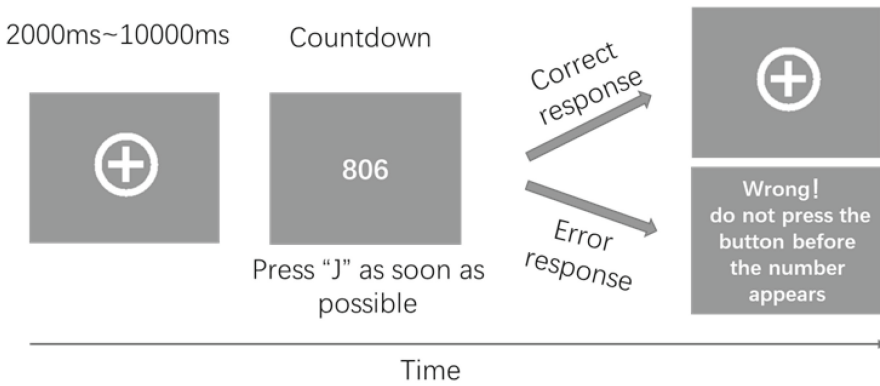 2000ms~10000ms
Countdown
806
Press “J” as soon as
possible
Correct
response
Error
response
Wrong!
do not press the
button before
the number
appears
Time